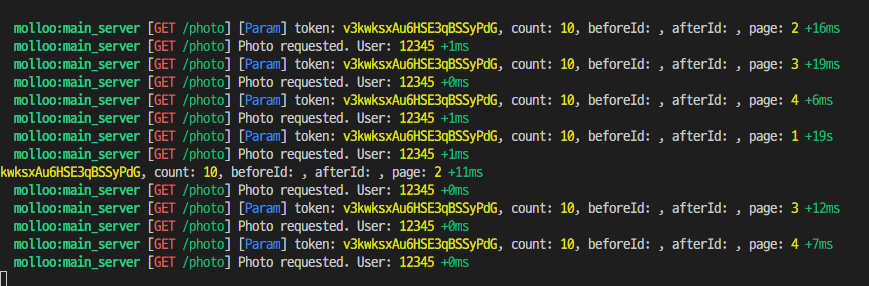 molloo:main_server [GET /photo] [Param] token: v3kwksxAu6HSE3qBSSyPdG, count: 10, beforeId: , afterId: , page: 2 +16ms
molloo:main_server [GET /photo] Photo requested. User: 12345 +1ms
molloo:main_server [GET /photo] [Param] token: v3kwksxAu6HSE3qBSSyPdG, count: 10, beforeId: , afterId: , page: 3 +19ms
molloo:main_server [GET /photo] Photo requested. User: 12345 +0ms
molloo:main_server [GET /photo] [Param] token: v3kwksxAu6HSE3qBSSyPdG, count: 10, beforeId: , afterId: , page: 4 +6ms
molloo:main_server [GET /photo] Photo requested. User: 12345 +1ms
molloo:main_server [GET /photo] [Param] token: v3kwksxAu6HSE3qBSSyPdG, count: 10, beforeId: , afterId: , page: 1 +19s
molloo:main_server [GET /photo] Photo requested. User: 12345 +1ms
kwksxAu6HSE3qBSSyPdG, count: 10, beforeId: , afterId: , page: 2 +11ms
molloo:main_server [GET /photo] Photo requested. User: 12345 +0ms
molloo:main_server [GET /photo] [Param] token: v3kwksxAu6HSE3qBSSyPdG, count: 10, beforeId: , afterId: , page: 3 +12ms
molloo:main_server [GET /photo] Photo requested. User: 12345 +0ms
molloo:main_server [GET /photo] [Param] token: v3kwksxAu6HSE3qBSSyPdG, count: 10, beforeId: , afterId: , page: 4 +7ms
molloo:main_server [GET /photo] Photo requested. User: 12345 +0ms